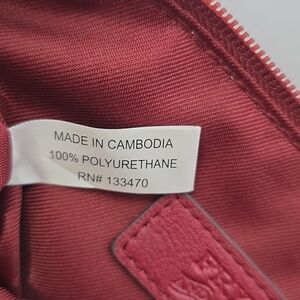 MADE IN CAMBODIA
100% POLYURETHANE
RN# 133470